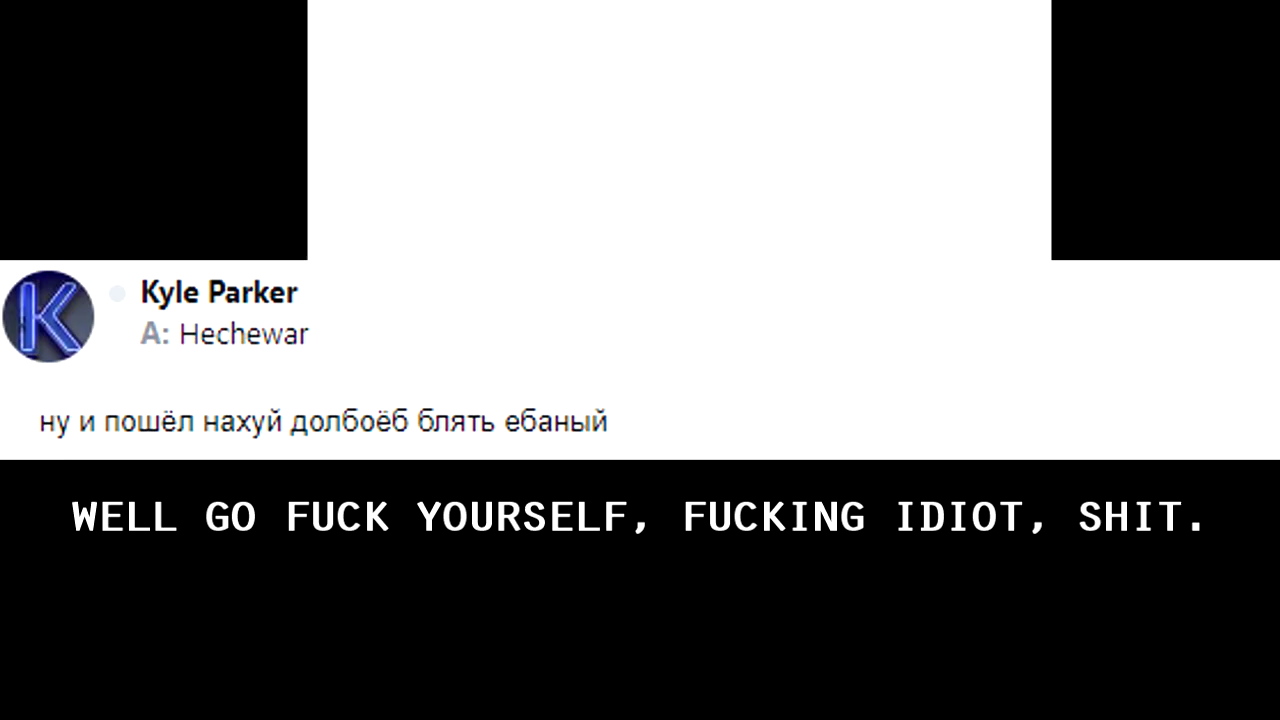 K
Kyle Parker
A: Hechewar
ну и пошёл нахуй долбоёб блять ебаный
WELL GO FUCK YOURSELF, FUCKING IDIOT, SHIT.